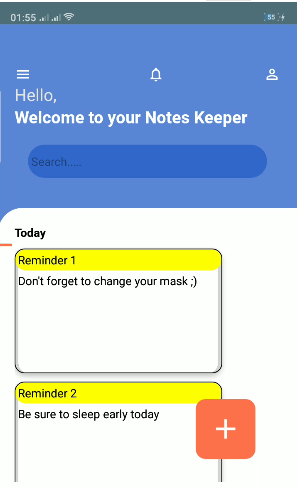 01:55
55
Hello,
Welcome to your Notes Keeper
Search.....
Today
Reminder 1
Don't forget to change your mask ;)
Reminder 2
Be sure to sleep early today